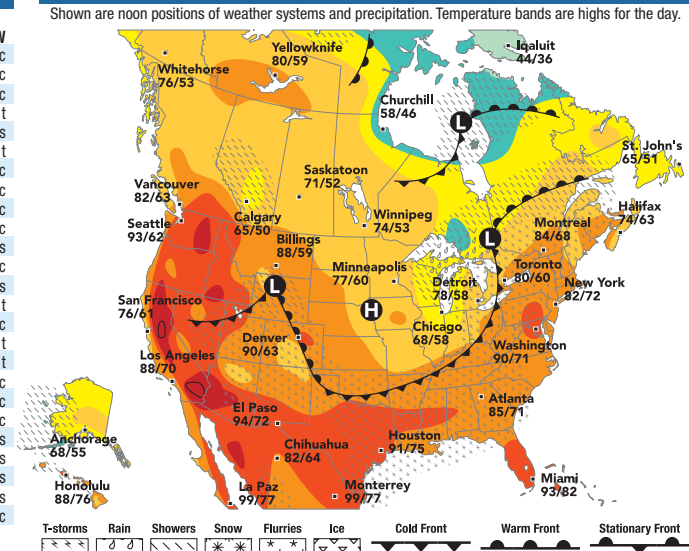 Shown are noon positions of weather systems and precipitation. Temperature bands are highs for the day.
W
c
c
c
t
s
t
c
c
c
c
s
c
s
t
c
t
t
c
c
c
s
s
s
s
c
Yellowknife
80/59
Iqaluit
44/36
Whitehorse
76/53
Churchill
58/46
L
St. John's
65/51
Saskatoon
71/52
Vancouver
82/63
Halifax
74/63
Calgary
65/50
Winnipeg
74/53
Seattle
93/62
Montreal
84/68
Billings
88/59
L
Minneapolis
77/60
Toronto
80/60
Detroit
78/58
New York
82/72
L
San Francisco
76/61
H
Chicago
68/58
Denver
90/63
Washington
90/71
Los Angeles
88/70
Atlanta
85/71
El Paso
94/72
Anchorage
68/55
Houston
91/75
Chihuahua
82/64
Honolulu
88/76
La Paz
99/77
Monterrey
99/77
Miami
93/82
T-storms Rain Showers Snow Flurries Ice Cold Front Warm Front Stationary Front